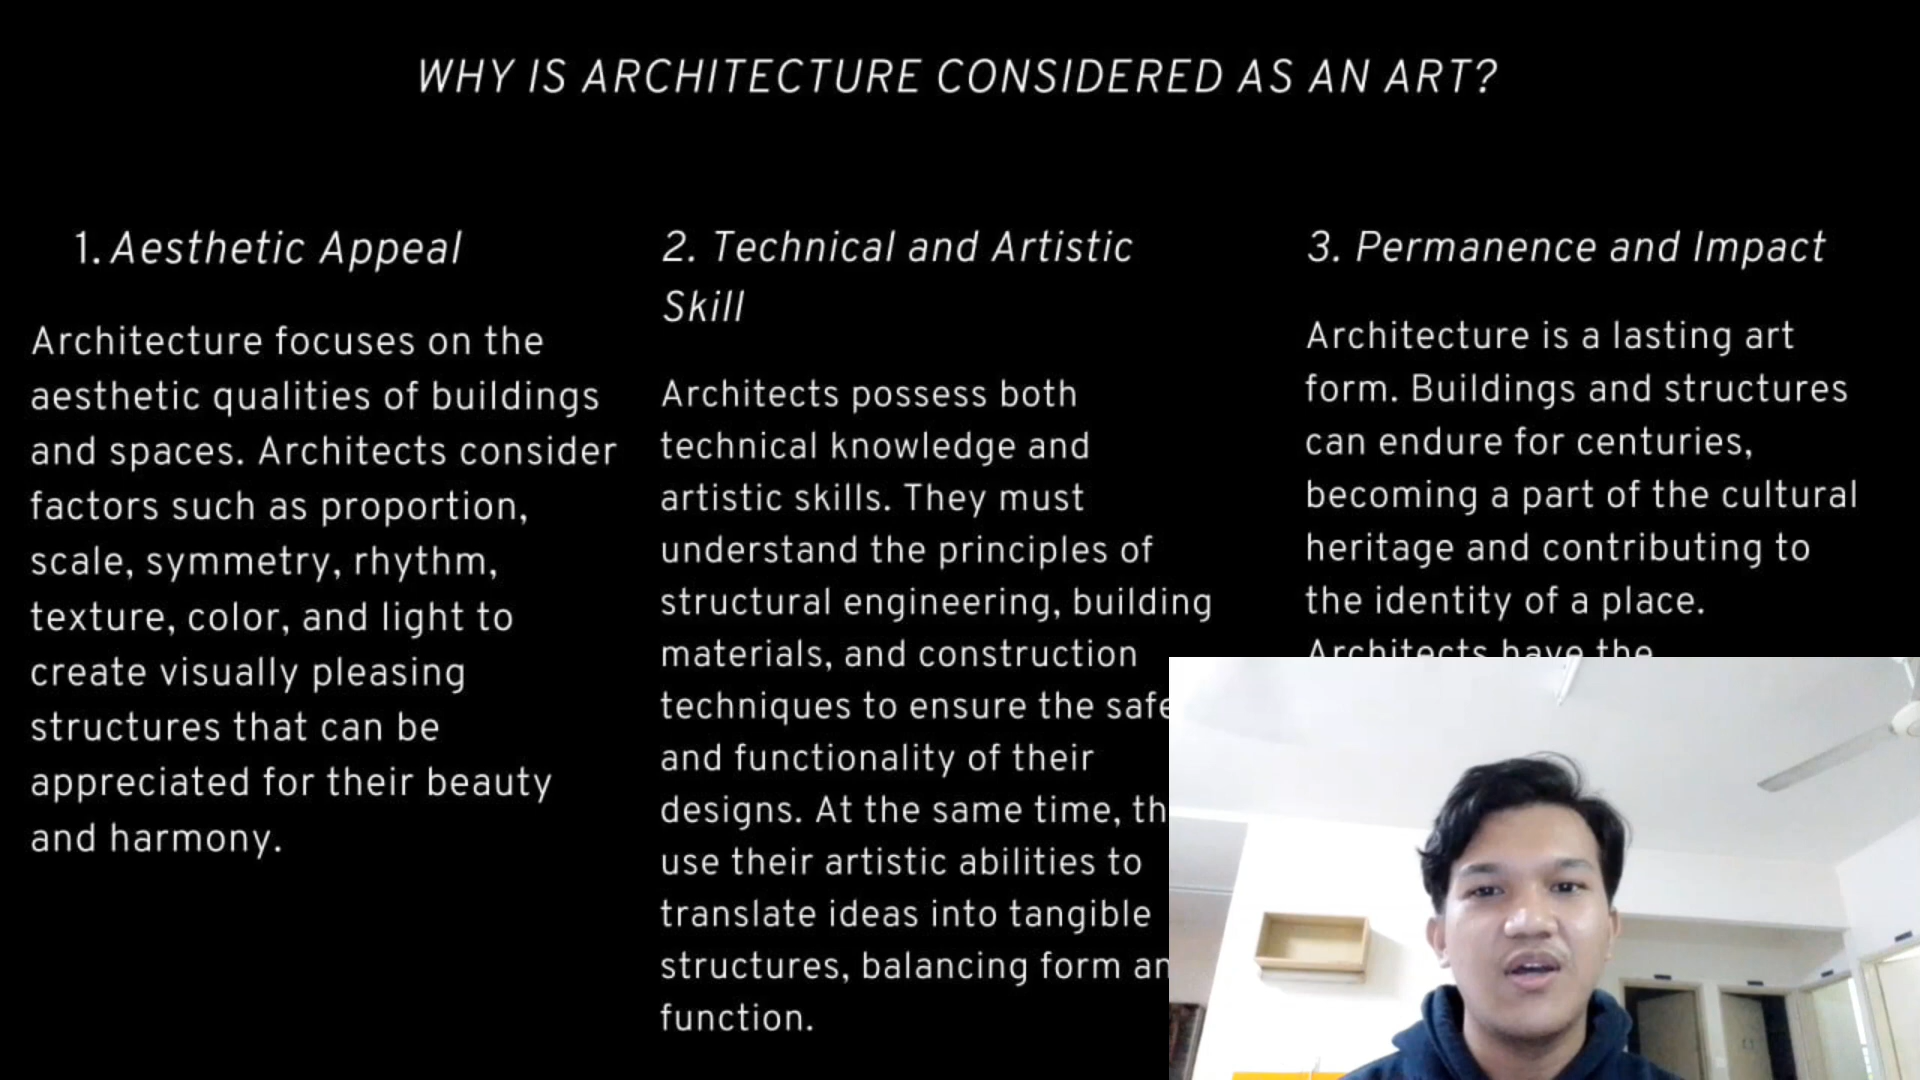 WHY IS ARCHITECTURE CONSIDERED AS AN ART?
1. Aesthetic Appeal
Architecture focuses on the
aesthetic qualities of buildings
and spaces. Architects consider
factors such as proportion,
scale, symmetry, rhythm,
texture, color, and light to
create visually pleasing
structures that can be
appreciated for their beauty
and harmony.
2. Technical and Artistic
Skill
Architects possess both
technical knowledge and
artistic skills. They must
understand the principles of
structural engineering, building
materials, and construction
techniques to ensure the safe
and functionality of their
designs. At the same time, th
use their artistic abilities to
translate ideas into tangible
structures, balancing form an
function.
3. Permanence and Impact
Architecture is a lasting art
form. Buildings and structures
can endure for centuries,
becoming a part of the cultural
heritage and contributing to
the identity of a place.
Architects have the